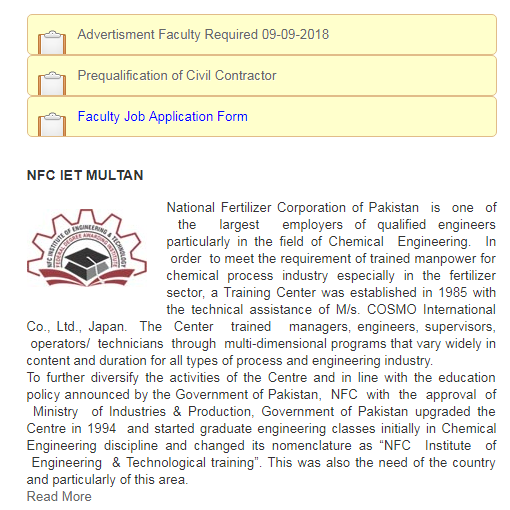 Advertisment Faculty Required 09-09-2018
Prequalification of Civil Contractor
Faculty Job Application Form
NFC IET MULTAN
NFC INSTITUTE OF ENGINEERING & TECHNOLOGY
FEDERAL DEGREE AWARDING INSTITUTE
National Fertilizer Corporation of Pakistan is one of
the largest employers of qualified engineers
particularly in the field of Chemical Engineering. In
order to meet the requirement of trained manpower for
chemical process industry especially in the fertilizer
sector, a Training Center was established in 1985 with
the technical assistance of M/s. COSMO International
Co., Ltd., Japan. The Center trained managers, engineers, supervisors,
operators/ technicians through multi-dimensional programs that vary widely in
content and duration for all types of process and engineering industry.
To further diversify the activities of the Centre and in line with the education
policy announced by the Government of Pakistan, NFC with the approval of
Ministry of Industries & Production, Government of Pakistan upgraded the
Centre in 1994 and started graduate engineering classes initially in Chemical
Engineering discipline and changed its nomenclature as “NFC Institute of
Engineering & Technological training”. This was also the need of the country
and particularly of this area.
Read More